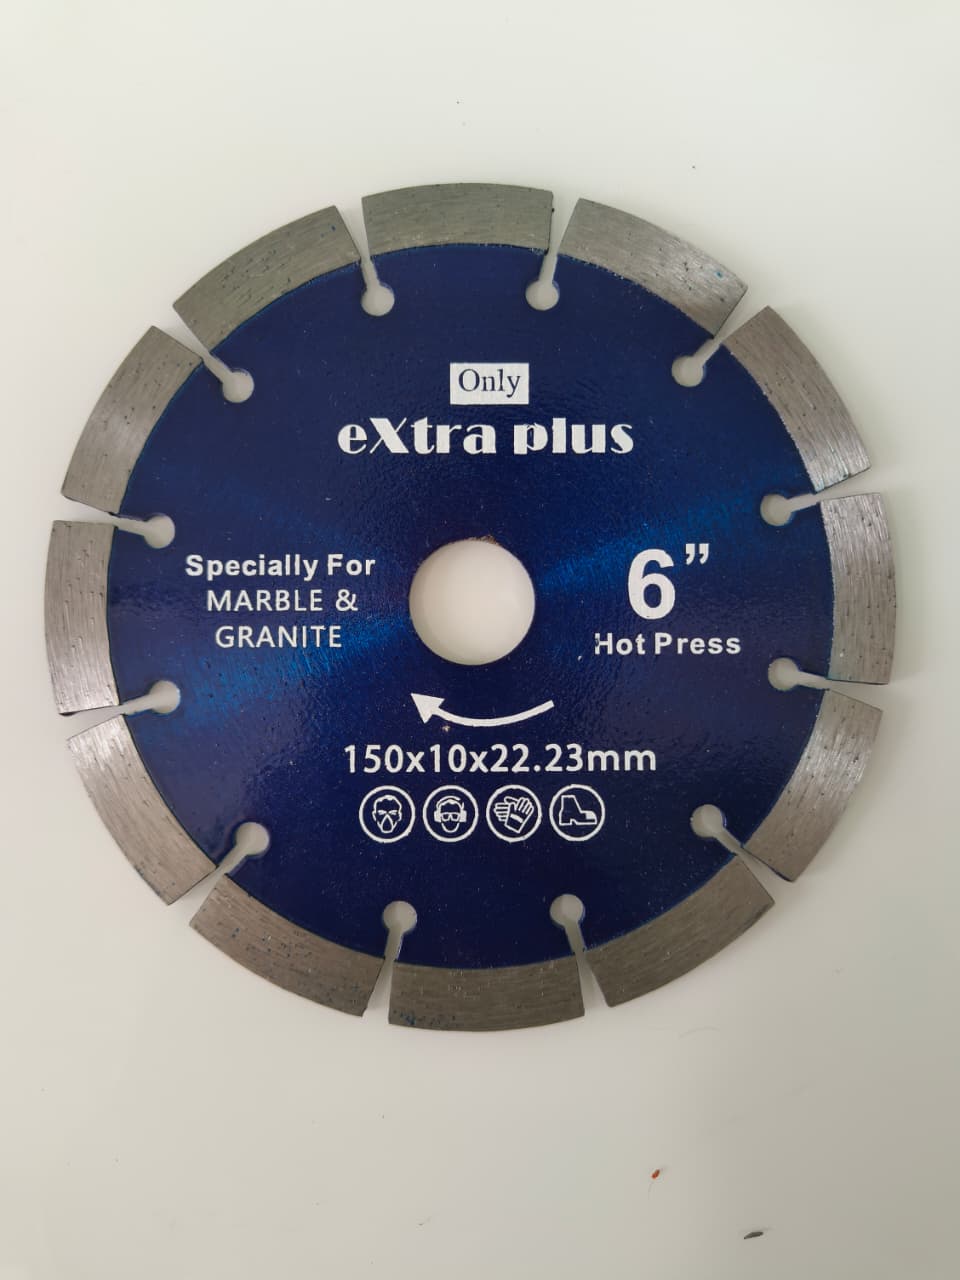 Only
eXtra plus
Specially For
MARBLE &
GRANITE
6”
Hot Press
150x10x22.23mm